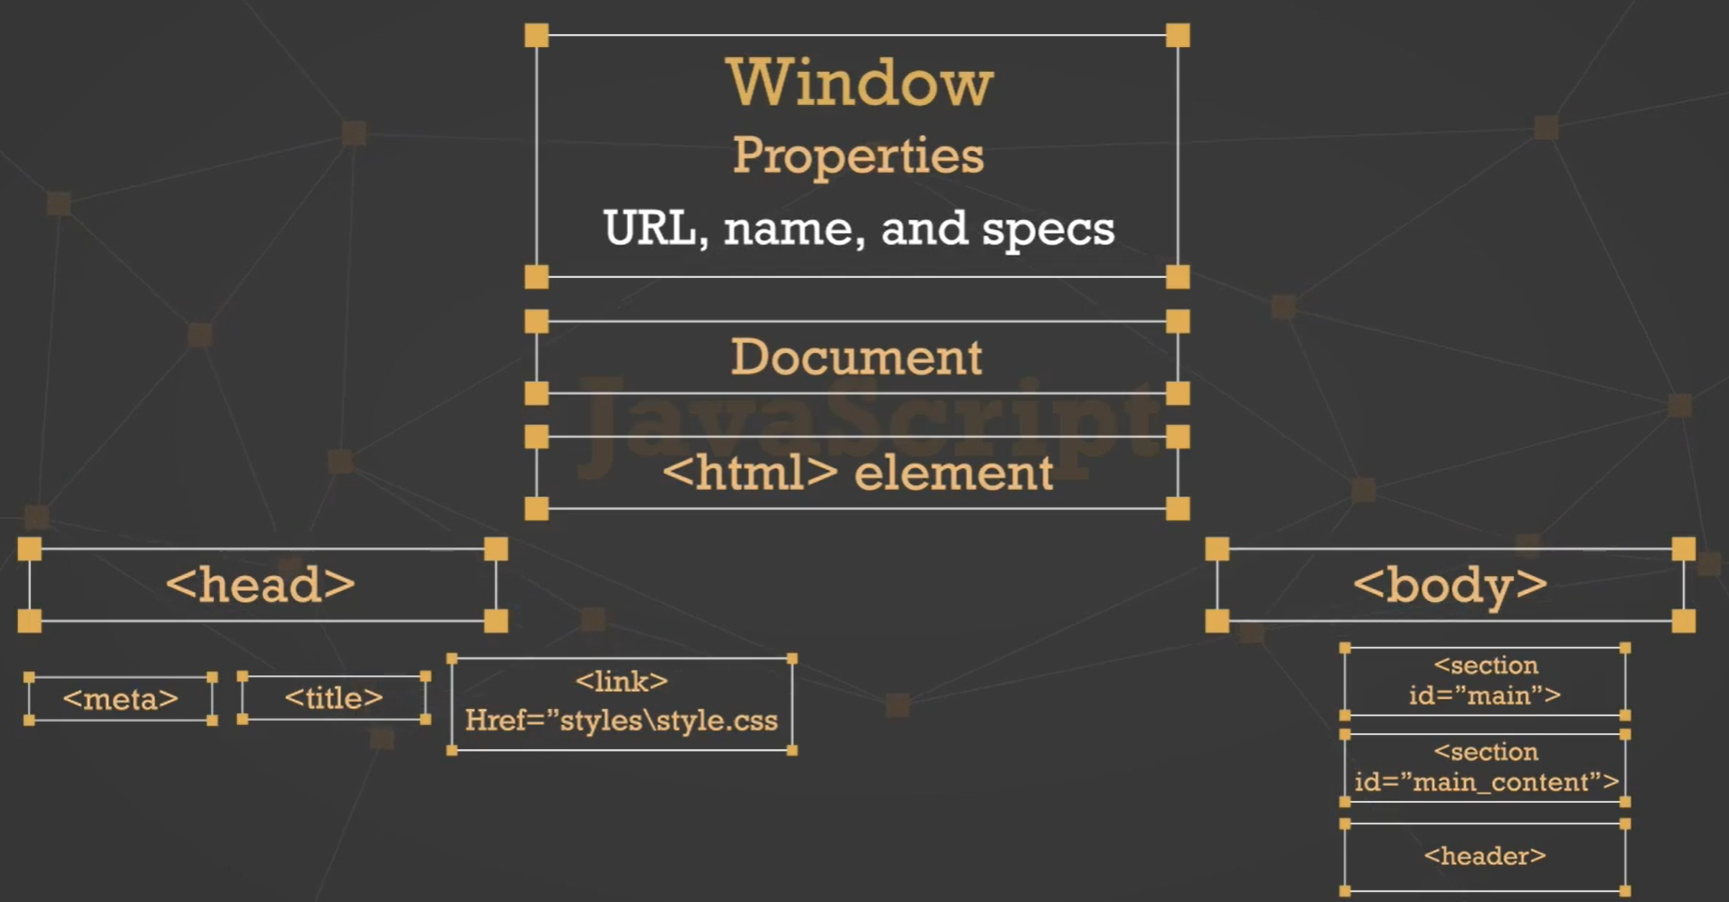 Window
Properties
URL, name, and specs
Document
JavaScript
<html> element
<head>
<body>
<meta>
<title>
<link>
Href=”styles\style.css
<section
id=”main”>
<section
id=”main_content”>
<header>